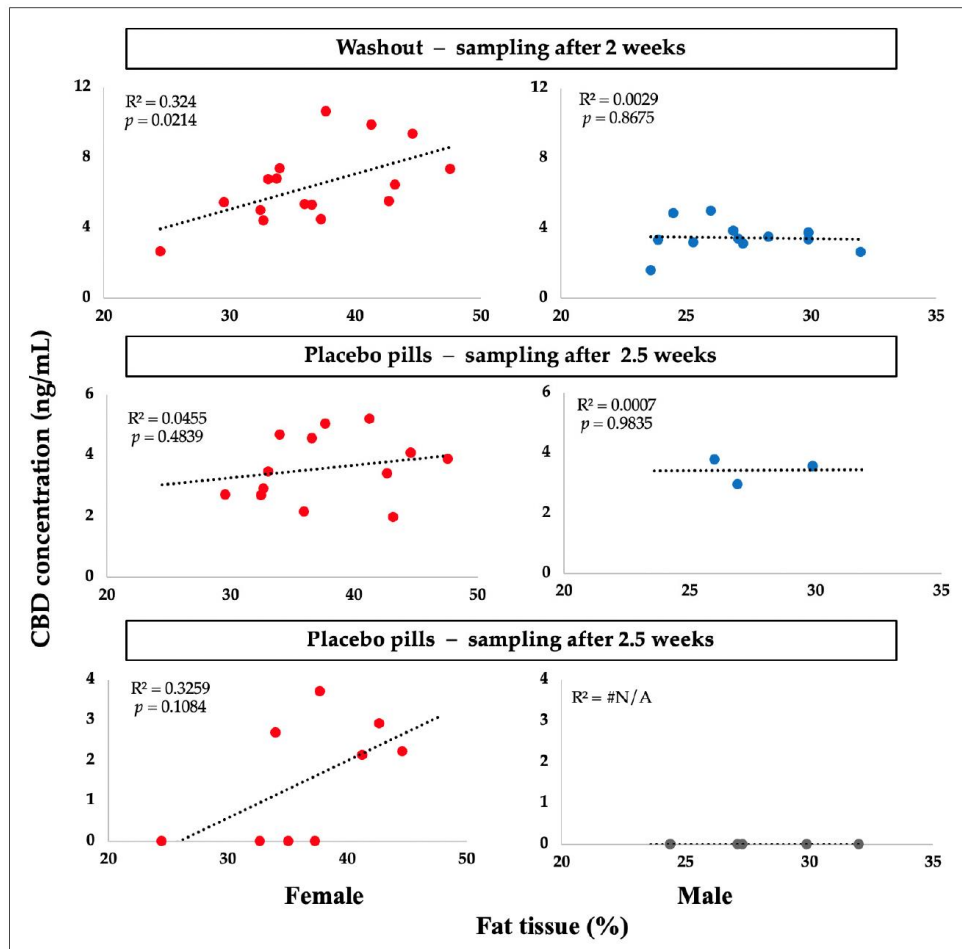 Washout – sampling after 2 weeks
R² = 0.324
p = 0.0214
12
8
4
0
20 30 40 50
R² = 0.0029
p = 0.8675
12
8
4
0
20 25 30 35
Placebo pills – sampling after 2.5 weeks
R² = 0.0455
p = 0.4839
6
4
2
0
20 30 40 50
R² = 0.0007
p = 0.9835
6
4
2
0
20 25 30 35
Placebo pills – sampling after 2.5 weeks
R² = 0.3259
p = 0.1084
4
3
2
1
0
20 30 40 50
R² = #N/A
4
3
2
1
0
20 25 30 35
CBD concentration (ng/mL)
Female Male
Fat tissue (%)